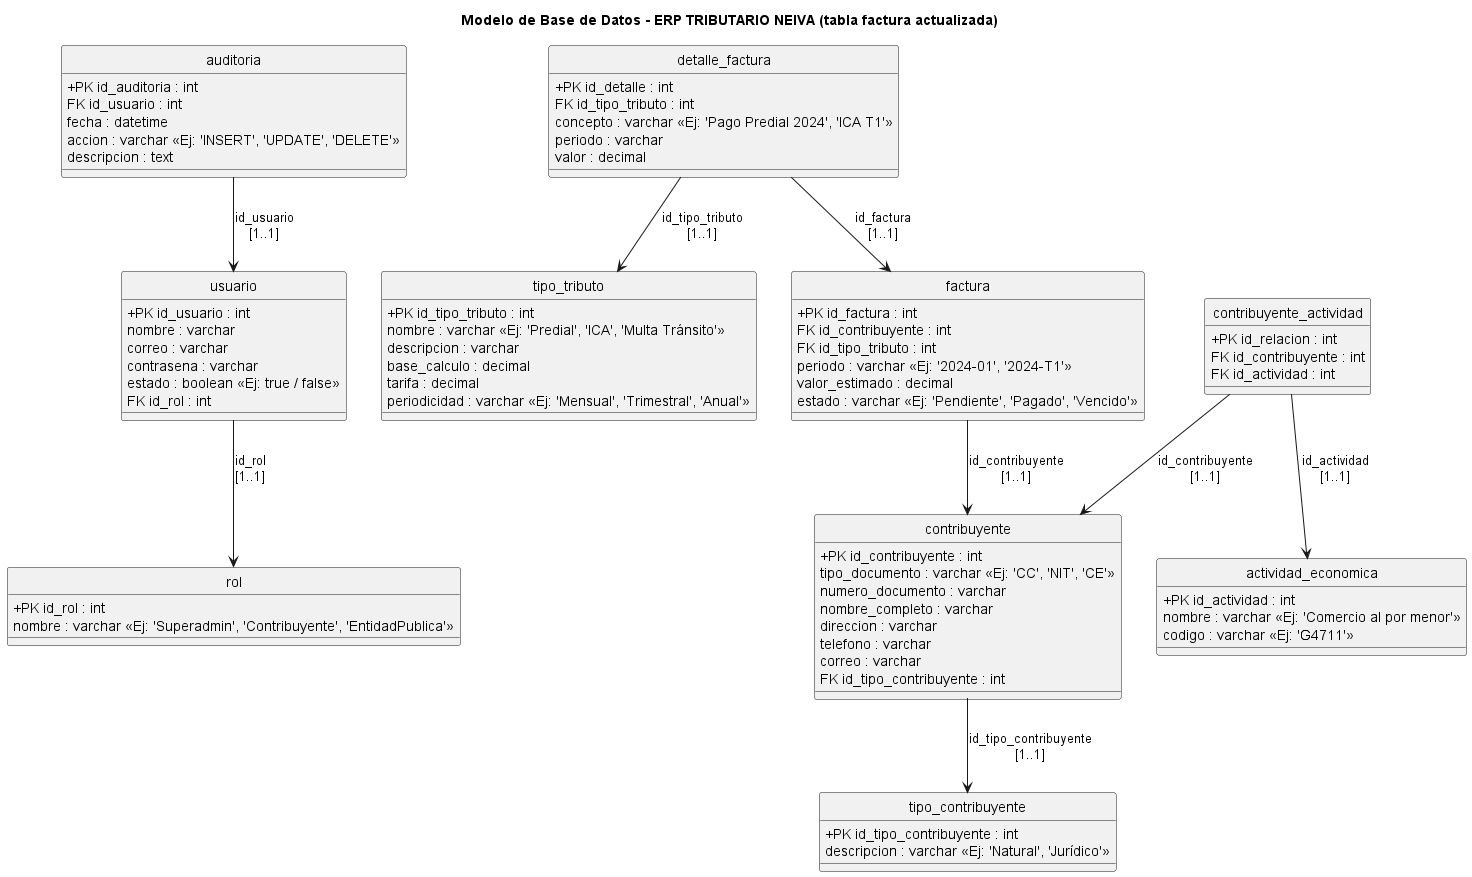 Modelo de Base de Datos - ERP TRIBUTARIO NEIVA (tabla factura actualizada)
auditoria
+PK id_auditoria : int
FK id_usuario : int
fecha : datetime
accion : varchar «Ej: 'INSERT', 'UPDATE', 'DELETE'»
descripcion : text
detalle_factura
+PK id_detalle : int
FK id_tipo_tributo : int
concepto : varchar «Ej: 'Pago Predial 2024', 'ICA T1'»
periodo : varchar
valor : decimal
id_usuario
[1..1]
id_tipo_tributo
[1..1]
id_factura
[1..1]
usuario
+PK id_usuario : int
nombre : varchar
correo : varchar
contrasena : varchar
estado : boolean «Ej: true / false»
FK id_rol : int
tipo_tributo
+PK id_tipo_tributo : int
nombre : varchar «Ej: 'Predial', 'ICA', 'Multa Tránsito'»
descripcion : varchar
base_calculo : decimal
tarifa : decimal
periodicidad : varchar «Ej: 'Mensual', 'Trimestral', 'Anual'»
factura
+PK id_factura : int
FK id_contribuyente : int
FK id_tipo_tributo : int
periodo : varchar «Ej: '2024-01', '2024-T1'»
valor_estimado : decimal
estado : varchar «Ej: 'Pendiente', 'Pagado', 'Vencido'»
contribuyente_actividad
+PK id_relacion : int
FK id_contribuyente : int
FK id_actividad : int
id_rol
[1..1]
id_contribuyente
[1..1]
id_contribuyente
[1..1]
id_actividad
[1..1]
rol
+PK id_rol : int
nombre : varchar «Ej: 'Superadmin', 'Contribuyente', 'EntidadPublica'»
contribuyente
+PK id_contribuyente : int
tipo_documento : varchar «Ej: 'CC', 'NIT', 'CE'»
numero_documento : varchar
nombre_completo : varchar
direccion : varchar
telefono : varchar
correo : varchar
FK id_tipo_contribuyente : int
actividad_economica
+PK id_actividad : int
nombre : varchar «Ej: 'Comercio al por menor'»
codigo : varchar «Ej: 'G4711'»
id_tipo_contribuyente
[1..1]
tipo_contribuyente
+PK id_tipo_contribuyente : int
descripcion : varchar «Ej: 'Natural', 'Jurídico'»